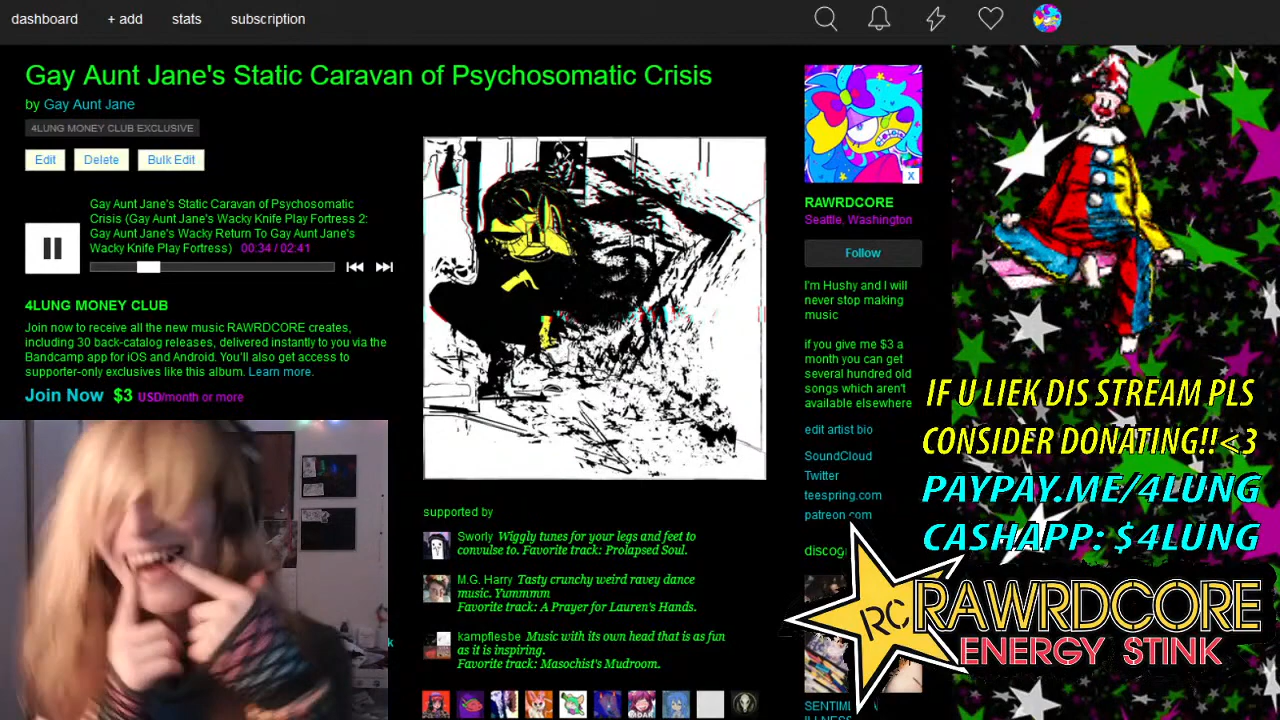 dashboard
+ add
stats
subscription
Gay Aunt Jane's Static Caravan of Psychosomatic Crisis
by Gay Aunt Jane
4LUNG MONEY CLUB EXCLUSIVE
Edit
Delete
Bulk Edit
Gay Aunt Jane's Static Caravan of Psychosomatic
Crisis (Gay Aunt Jane's Wacky Knife Play Fortress 2:
Gay Aunt Jane's Wacky Return To Gay Aunt Jane's
Wacky Knife Play Fortress) 00:34 / 02:41
4LUNG MONEY CLUB
Join now to receive all the new music RAWRDCORE creates,
including 30 back-catalog releases, delivered instantly to you via the
Bandcamp app for iOS and Android. You'll also get access to
supporter-only exclusives like this album. Learn more.
Join Now $3 USD/month or more
supported by
Sworly Wiggly tunes for your legs and feet to
convulse to. Favorite track: Prolapsed Soul.
M.G. Harry Tasty crunchy weird ravey dance
music. Yummmm
Favorite track: A Prayer for Lauren's Hands.
kampflesbe Music with its own head that is as fun
as it is inspiring.
Favorite track: Masochist's Mudroom.
X
RAWRDCORE
Seattle, Washington
Follow
I'm Hushy and I will
never stop making
music
if you give me $3 a
month you can get
several hundred old
songs which aren't
available elsewhere
edit artist bio
SoundCloud
Twitter
teespring.com
patreon.com
discog
IF U LIEK DIS STREAM PLS
CONSIDER DONATING!!<3
PAYPAY.ME/4LUNG
CASHAPP: $4LUNG
RC
RAWRDCORE
ENERGY STINK